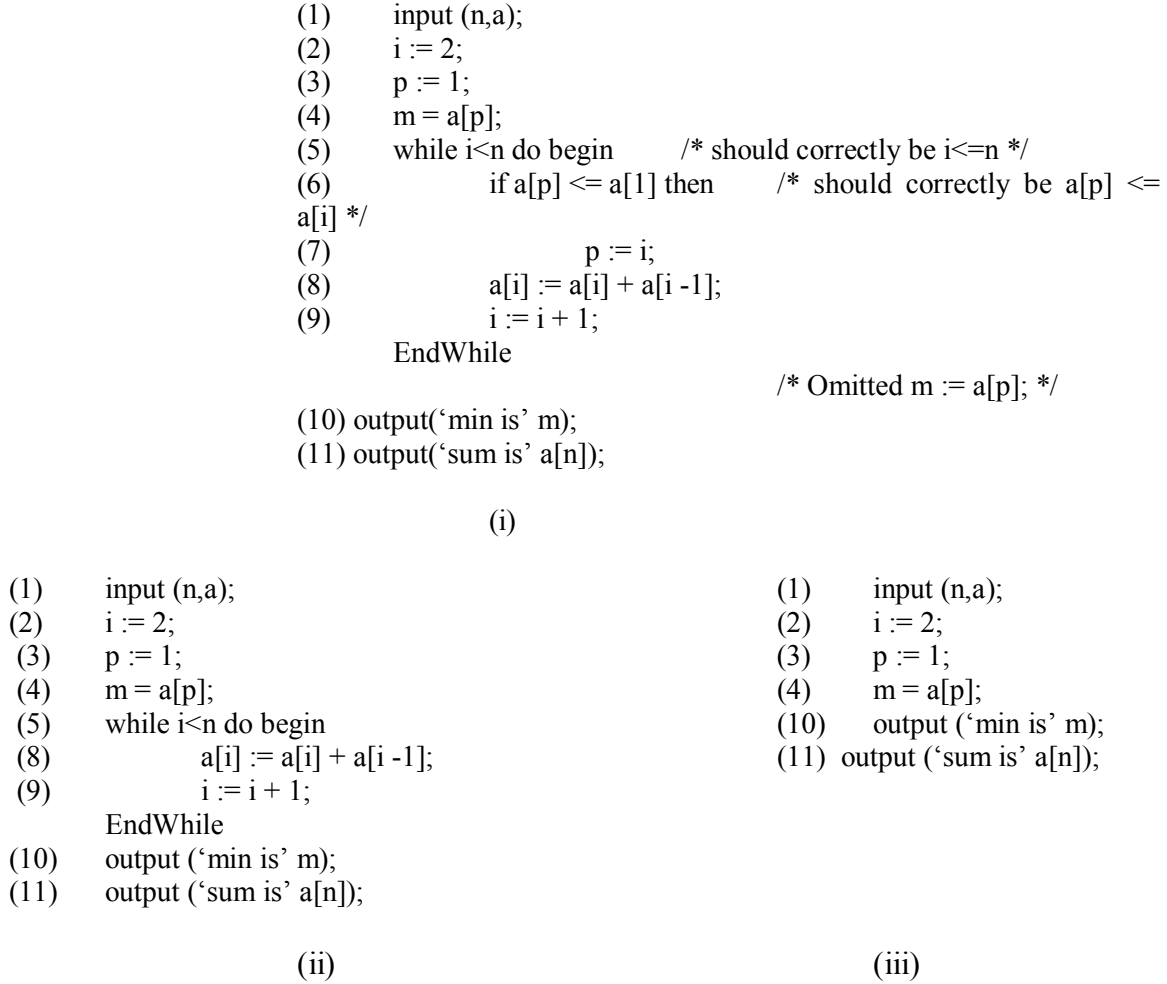 (1) input (n,a);
(2) i := 2;
(3) p := 1;
(4) m = a[p];
(5) while i<n do begin /* should correctly be i<=n */
(6) if a[p] <= a[1] then /* should correctly be a[p] <=
a[i] */
(7) p := i;
(8) a[i] := a[i] + a[i -1];
(9) i := i + 1;
EndWhile
/* Omitted m := a[p]; */
(10) output(‘min is’ m);
(11) output(‘sum is’ a[n]);
(i)
(1) input (n,a);
(2) i := 2;
(3) p := 1;
(4) m = a[p];
(5) while i<n do begin
(8) a[i] := a[i] + a[i -1];
(9) i := i + 1;
EndWhile
(10) output (‘min is’ m);
(11) output (‘sum is’ a[n]);
(ii)
(1) input (n,a);
(2) i := 2;
(3) p := 1;
(4) m = a[p];
(10) output (‘min is’ m);
(11) output (‘sum is’ a[n]);
(iii)